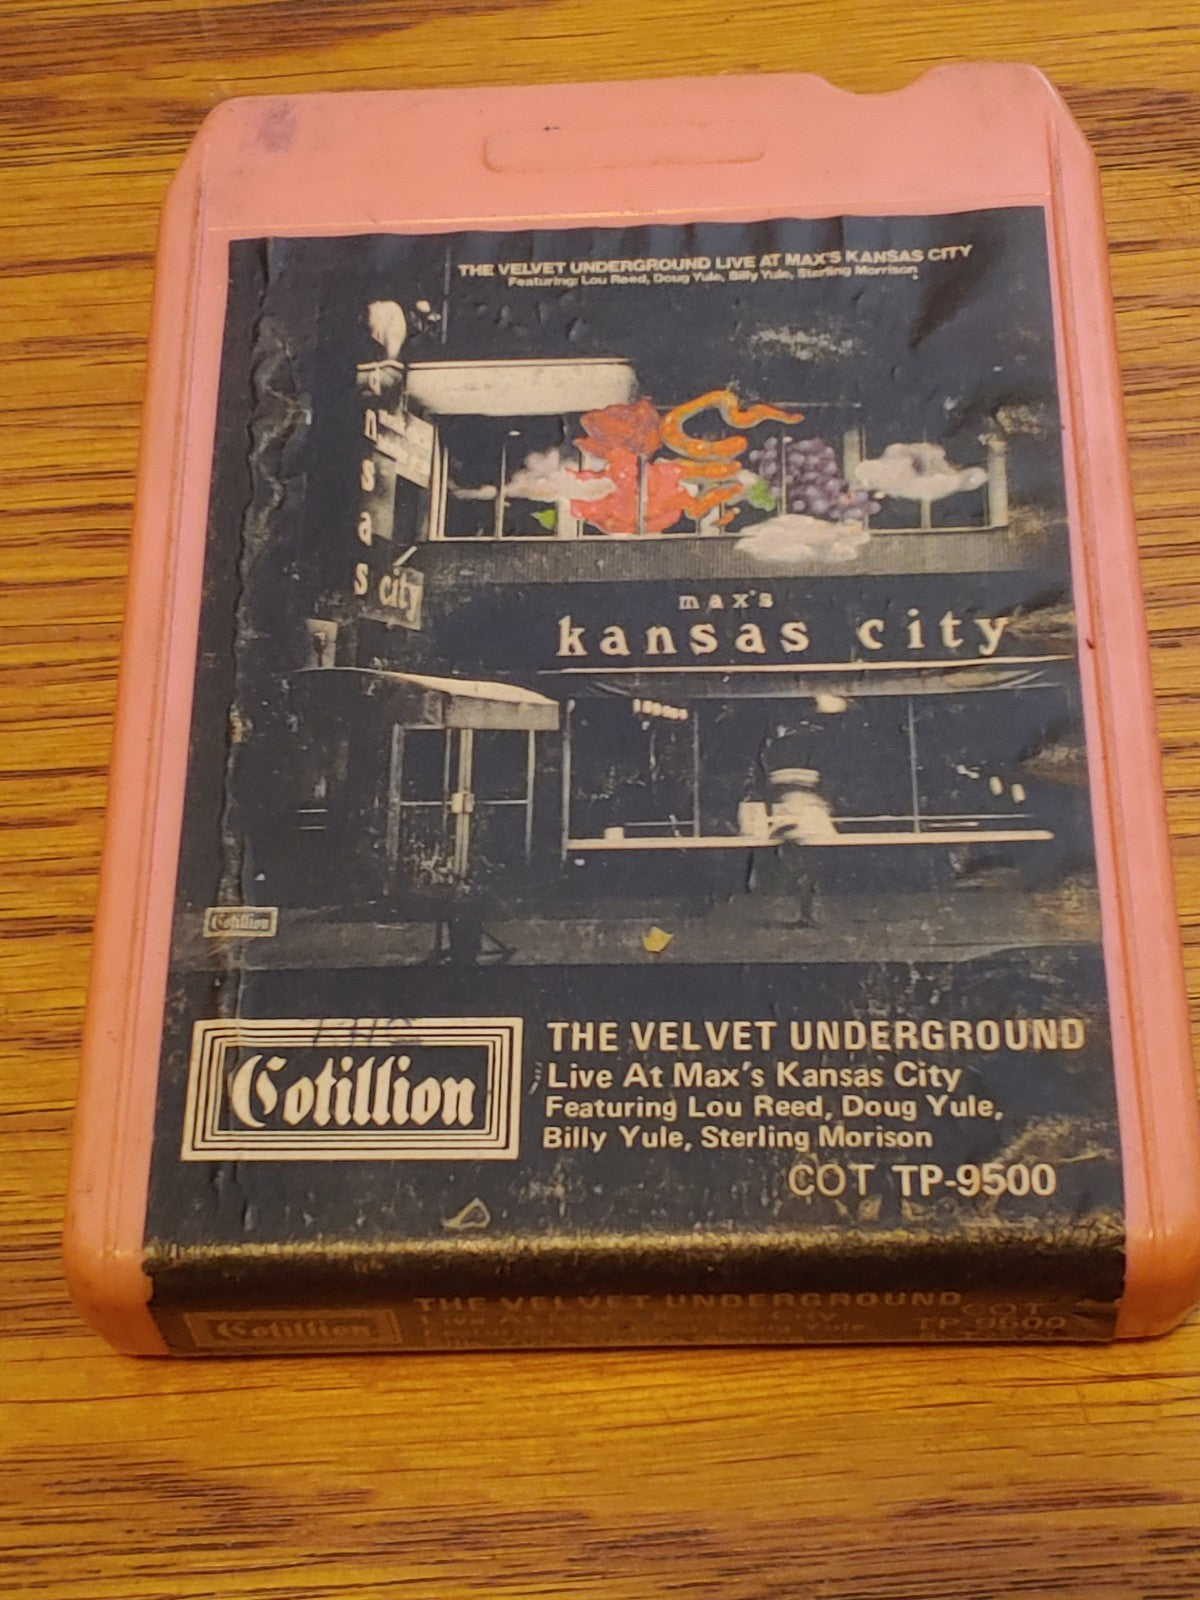 THE VELVET UNDERGROUND LIVE AT MAX'S KANSAS CITY
Featuring: Lou Reed, Doug Yule, Billy Yule, Sterling Morrison
ansas
city
max's
kansas city
Cotillion
Cotillion
THE VELVET UNDERGROUND
Live At Max's Kansas City
Featuring Lou Reed, Doug Yule,
Billy Yule, Sterling Morison
COT TP-9500
Cotillion
THE VELVET UNDERGROUND
COT
TP-9500